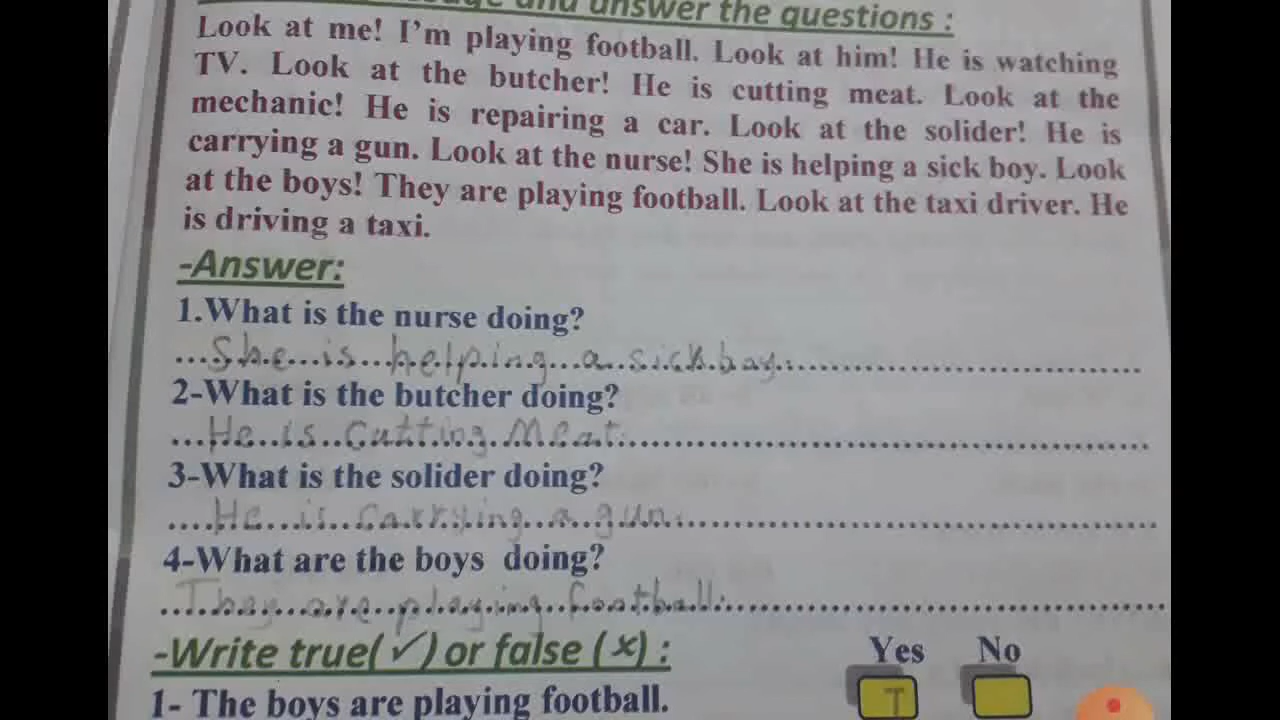 and answer the questions :
Look at me! I'm playing football. Look at him! He is watching
TV. Look at the butcher! He is cutting meat. Look at the
mechanic! He is repairing a car. Look at the solider! He is
carrying a gun. Look at the nurse! She is helping a sick boy. Look
at the boys! They are playing football. Look at the taxi driver. He
is driving a taxi.
-Answer:
1.What is the nurse doing?
She is helping a sick boy.
2-What is the butcher doing?
He is cutting Meat.
3-What is the solider doing?
He is carrying a gun.
4-What are the boys doing?
They are playing football.
-Write true(✓) or false (×) :
Yes No
1- The boys are playing football.
T